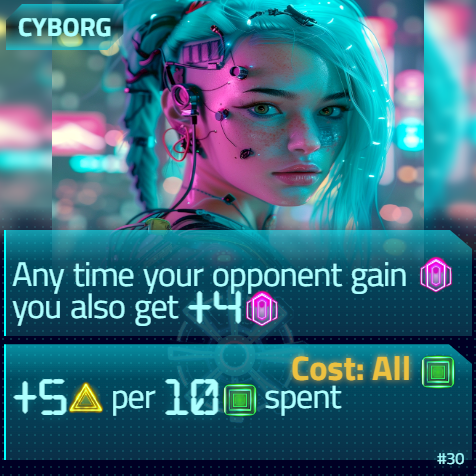 CYBORG
Any time your opponent gain
you also get +4
Cost: All
+5 per 10 spent
#30